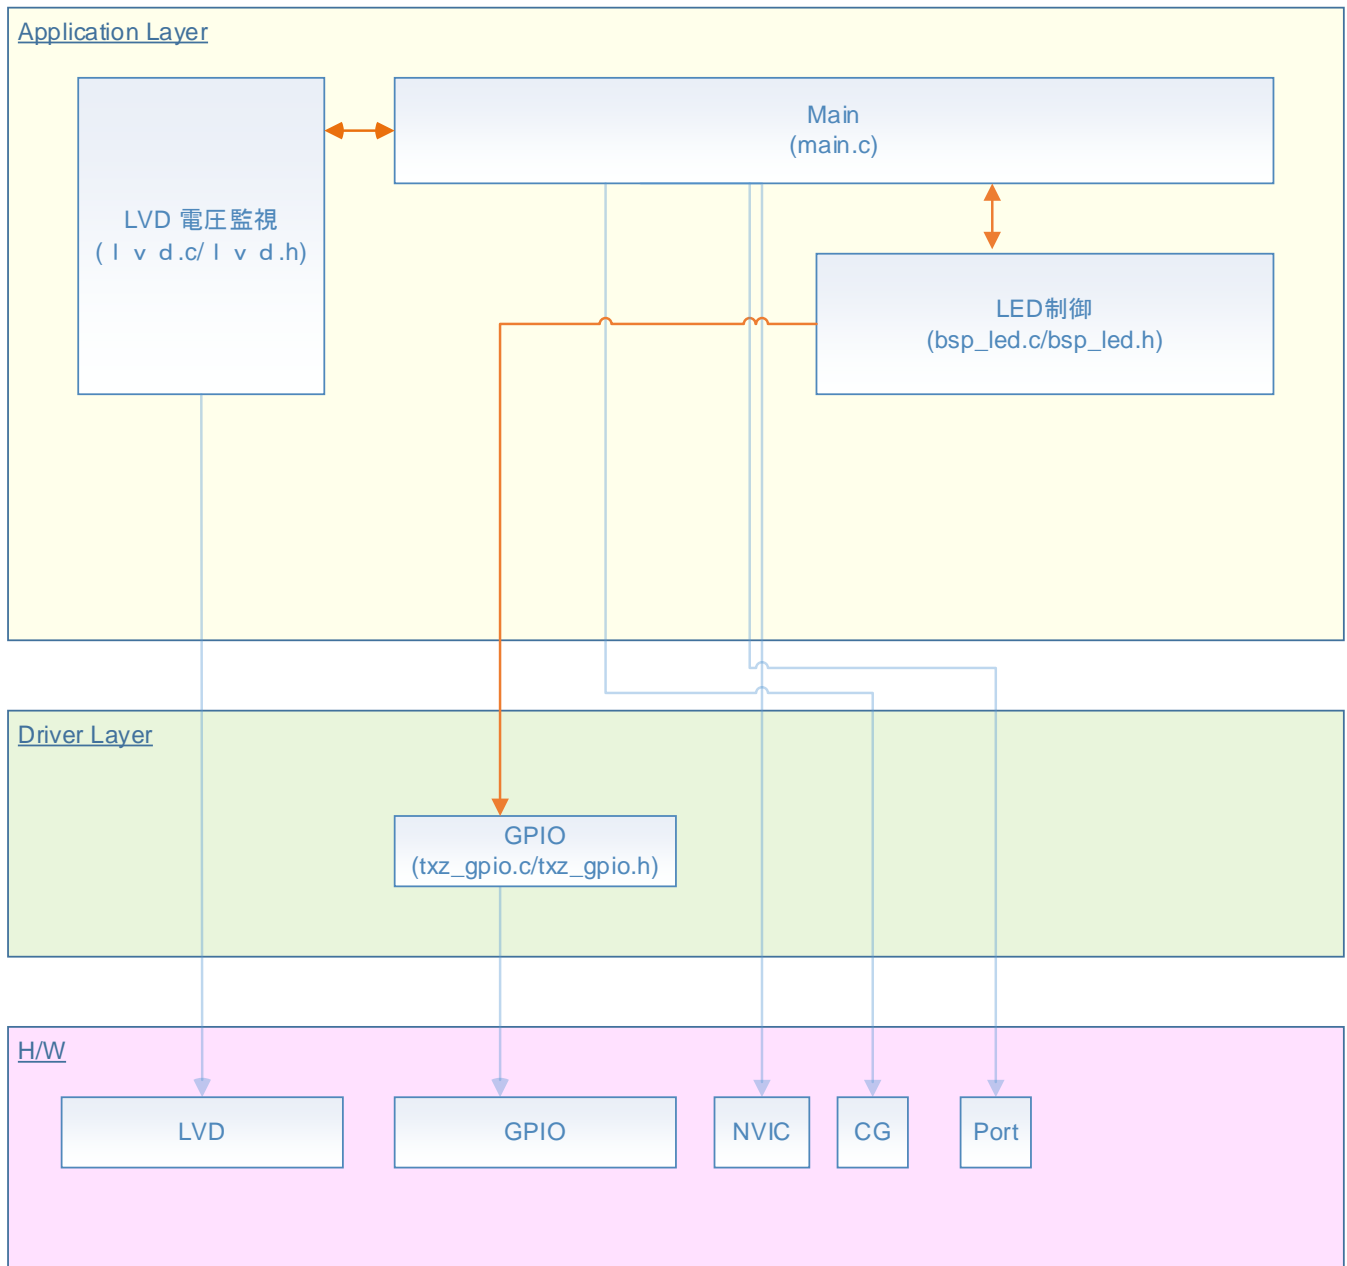 Application Layer
Main
(main.c)
LVD 電圧監視
(ｌｖｄ.c/ｌｖｄ.h)
LED制御
(bsp_led.c/bsp_led.h)
Driver Layer
GPIO
(txz_gpio.c/txz_gpio.h)
H/W
LVD
GPIO
NVIC
CG
Port